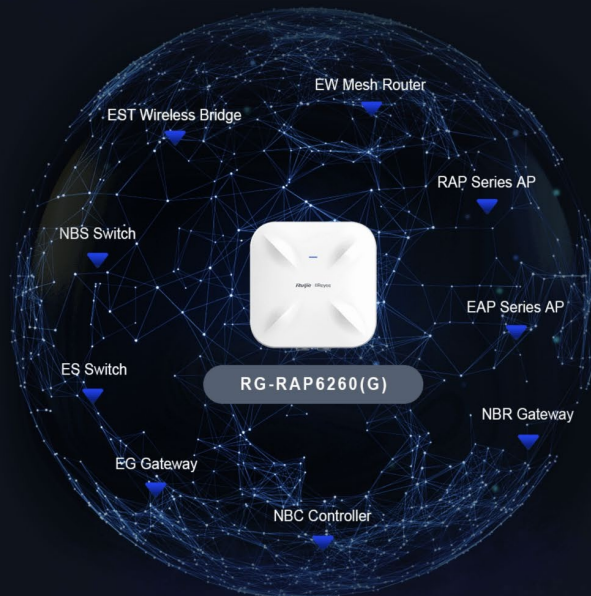 EW Mesh Router
EST Wireless Bridge
RAP Series AP
NBS Switch
Ruijie Reyee
EAP Series AP
ES Switch
RG-RAP6260(G)
NBR Gateway
EG Gateway
NBC Controller